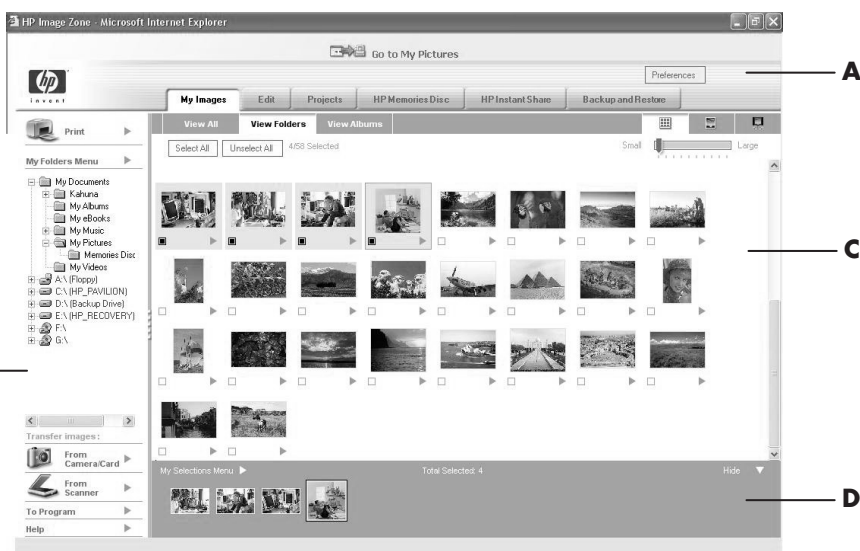 HP Image Zone - Microsoft Internet Explorer
Go to My Pictures
Preferences
A
hp
invent
My Images Edit Projects HP Memories Disc HP Instant Share Backup and Restore
Print
View All View Folders View Albums
Select All Unselect All 4/58 Selected Small Large
My Folders Menu
My Documents
Kahuna
My Albums
My eBooks
My Music
My Pictures
Memories Disc
My Videos
A:\ (Floppy)
C:\ (HP_PAVILION)
D:\ (Backup Drive)
E:\ (HP_RECOVERY)
F:\
G:\
C
Transfer images:
From
Camera/Card
From
Scanner
To Program
Help
My Selections Menu Total Selected: 4 Hide
D